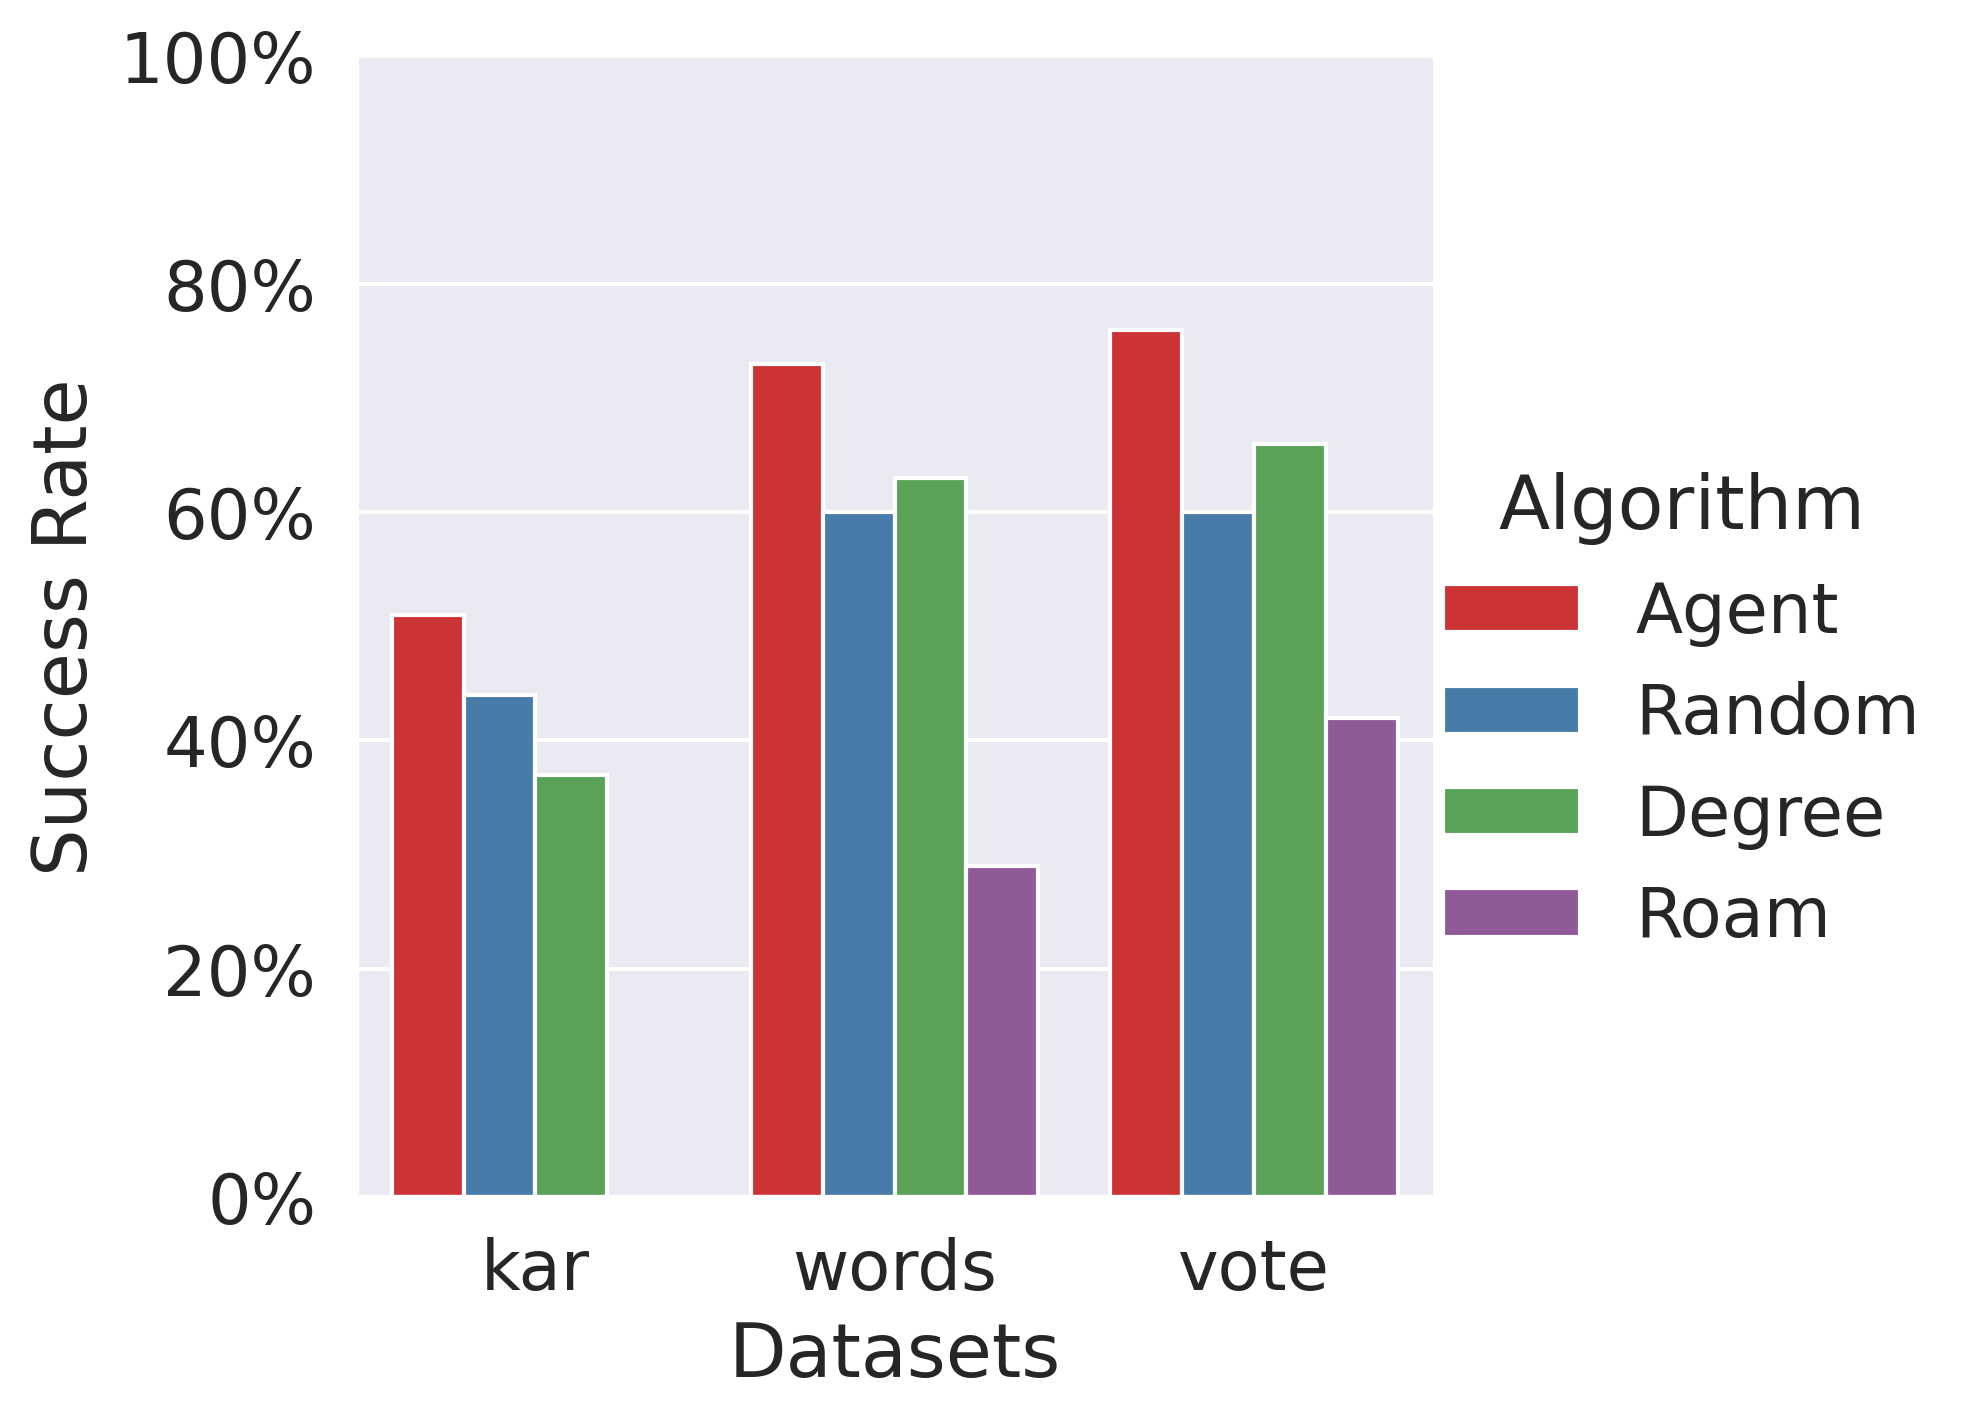 100%
80%
60%
40%
20%
0%
Success Rate
kar
words
vote
Datasets
Algorithm
Agent
Random
Degree
Roam